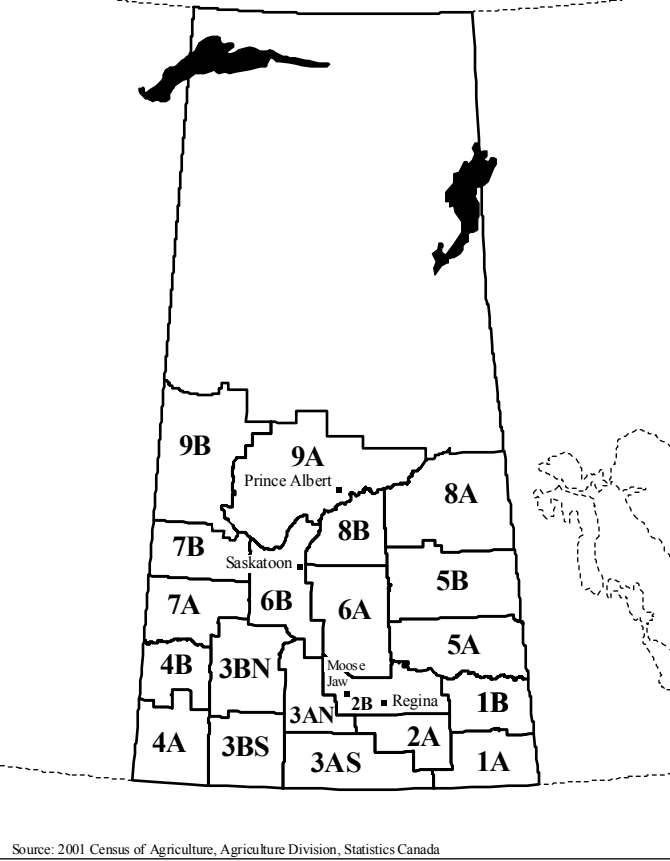 9B
9A
Prince Albert
8A
8B
7B
Saskatoon
5B
7A
6B
6A
5A
4B
3BN
Moose
Jaw
2B
Regina
1B
3AN
4A
3BS
2A
3AS
1A
Source: 2001 Census of Agriculture, Agriculture Division, Statistics Canada